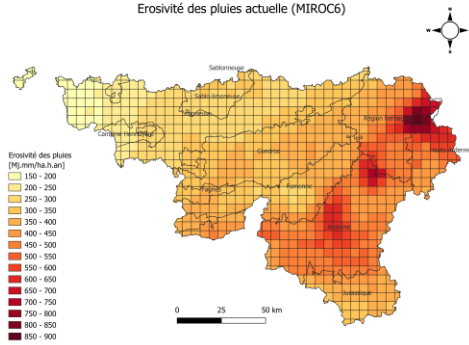 Erosivité des pluies actuelle (MIROC6)
N
W
E
S
Sablonneuse
Sablo-limoneuse
Limoneuse
Région herbagère
Haute Ardenne
Condroz
Famenne
Fagnes
Ardenne
Jurassique
Erosivité des pluies
[MJ.mm/ha.h.an]
150 - 200
200 - 250
250 - 300
300 - 350
350 - 400
400 - 450
450 - 500
500 - 550
550 - 600
600 - 650
650 - 700
700 - 750
750 - 800
800 - 850
850 - 900
0 25 50 km